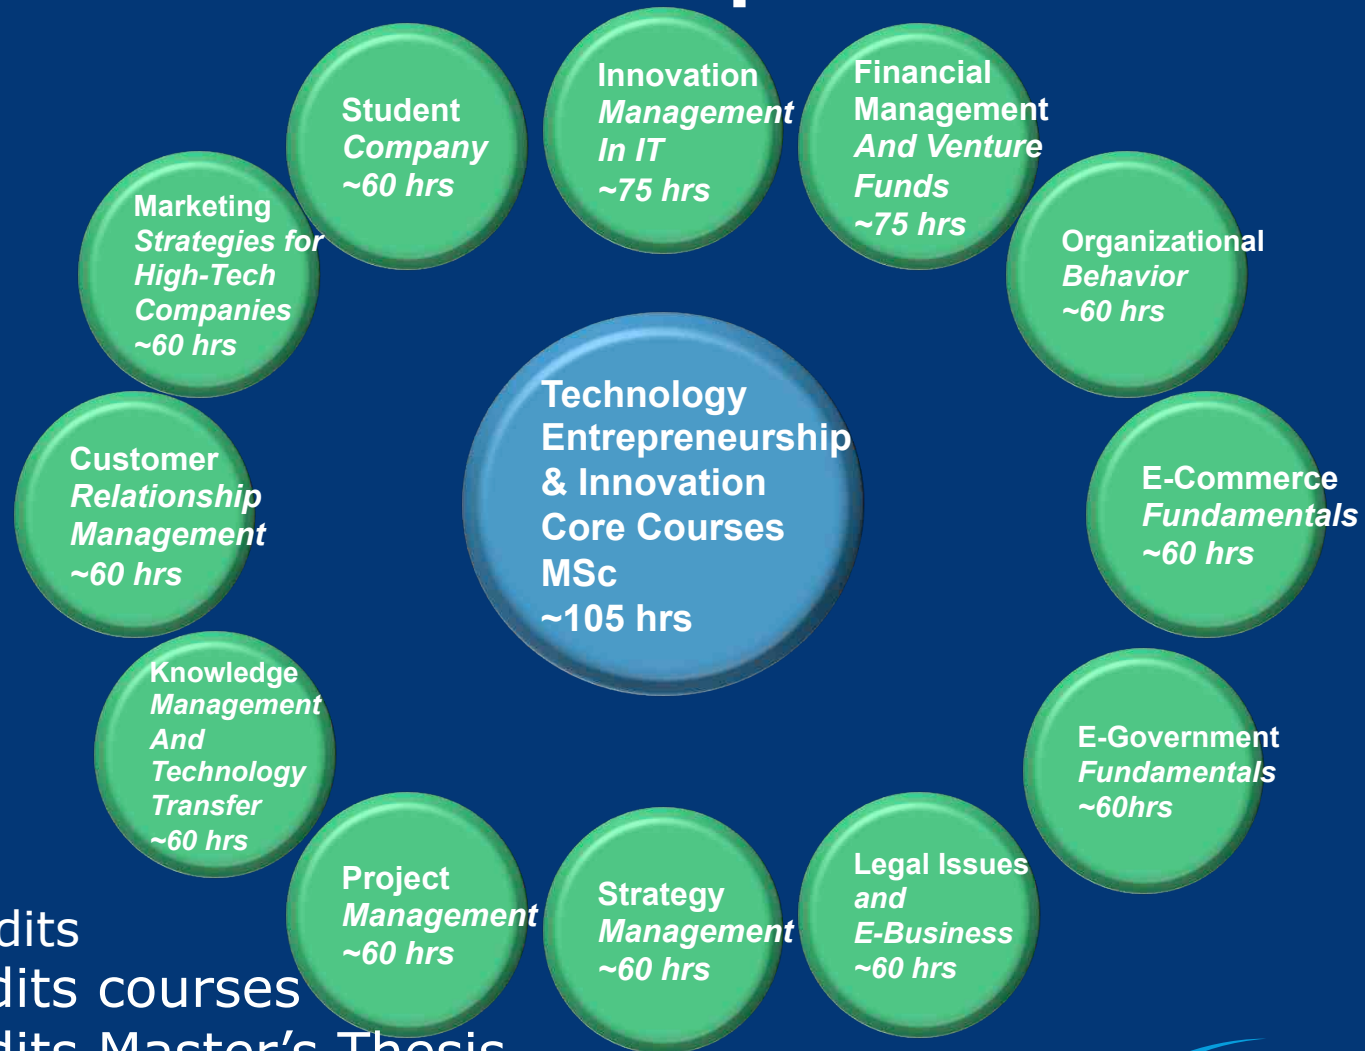 Student
Company
~60 hrs
Innovation
Management
In IT
~75 hrs
Financial
Management
And Venture
Funds
~75 hrs
Marketing
Strategies for
High-Tech
Companies
~60 hrs
Organizational
Behavior
~60 hrs
Technology
Entrepreneurship
& Innovation
Core Courses
MSc
~105 hrs
Customer
Relationship
Management
~60 hrs
E-Commerce
Fundamentals
~60 hrs
Knowledge
Management
And
Technology
Transfer
~60 hrs
E-Government
Fundamentals
~60hrs
Project
Management
~60 hrs
Strategy
Management
~60 hrs
Legal Issues
and
E-Business
~60 hrs
dits
dits courses
dits Master's Thesis